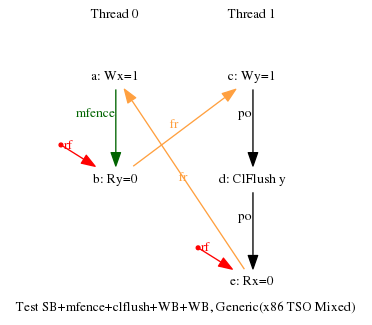 Thread 0 Thread 1
a: Wx=1 c: Wy=1
mfence po
fr
rf
b: Ry=0 d: ClFlush y
fr
po
rf
e: Rx=0
Test SB+mfence+clflush+WB+WB, Generic(x86 TSO Mixed)